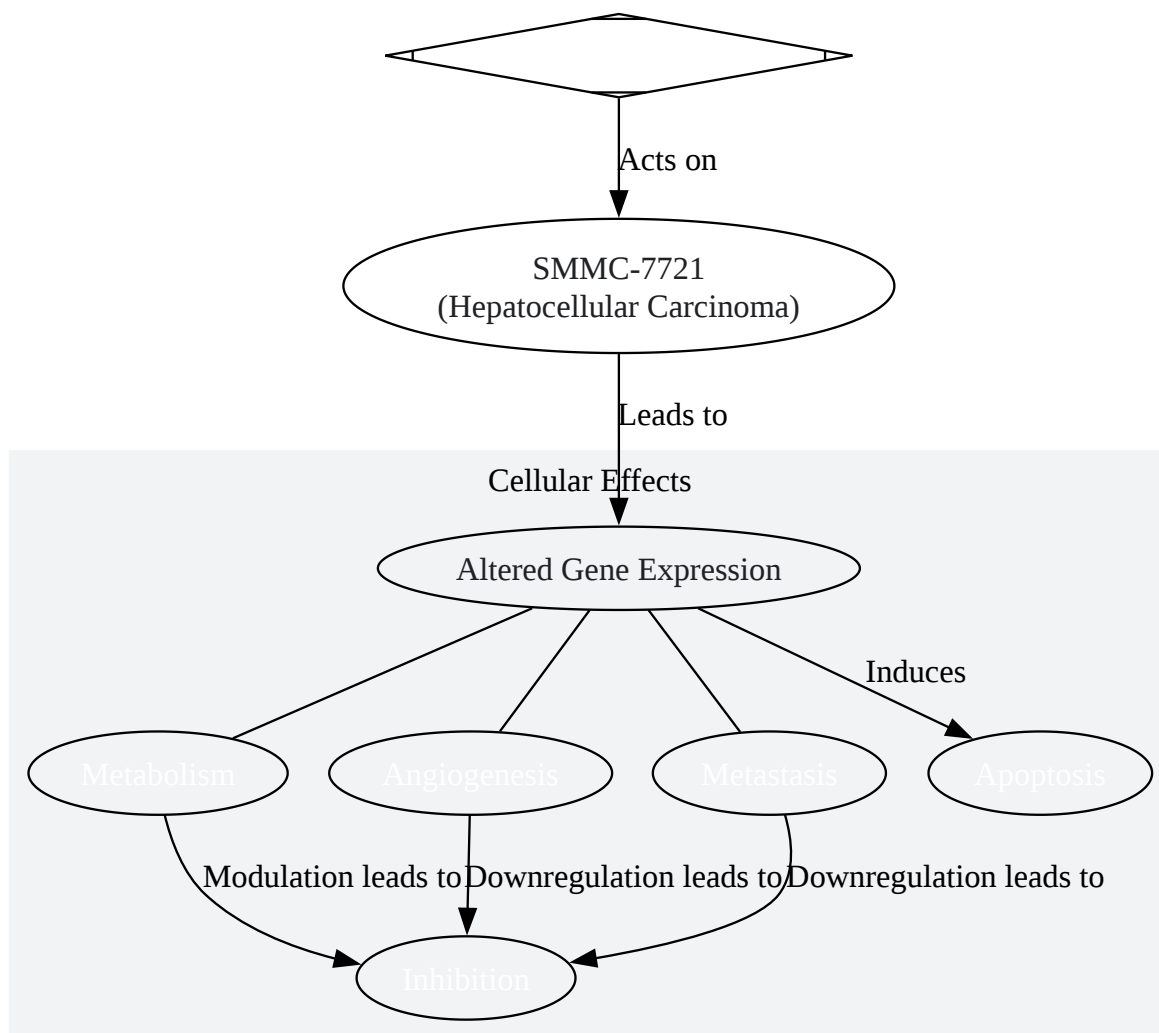 Acts on
SMMC-7721
(Hepatocellular Carcinoma)
Leads to
Cellular Effects
Altered Gene Expression
Induces
Metabolism
Angiogenesis
Metastasis
Apoptosis
Modulation leads to
Downregulation leads to
Downregulation leads to
Inhibition